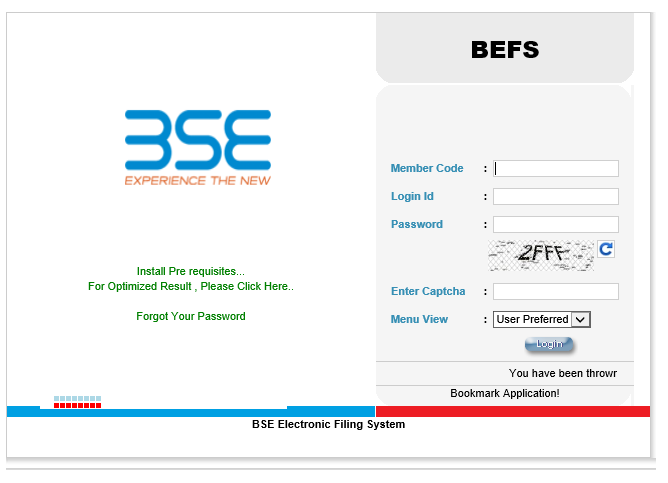 BEFS
BSE
EXPERIENCE THE NEW
Member Code :
Login Id :
Password :
2FFF
Install Pre requisites...
For Optimized Result , Please Click Here..
Enter Captcha :
Forgot Your Password
Menu View : User Preferred
Login
You have been throwr
Bookmark Application!
BSE Electronic Filing System